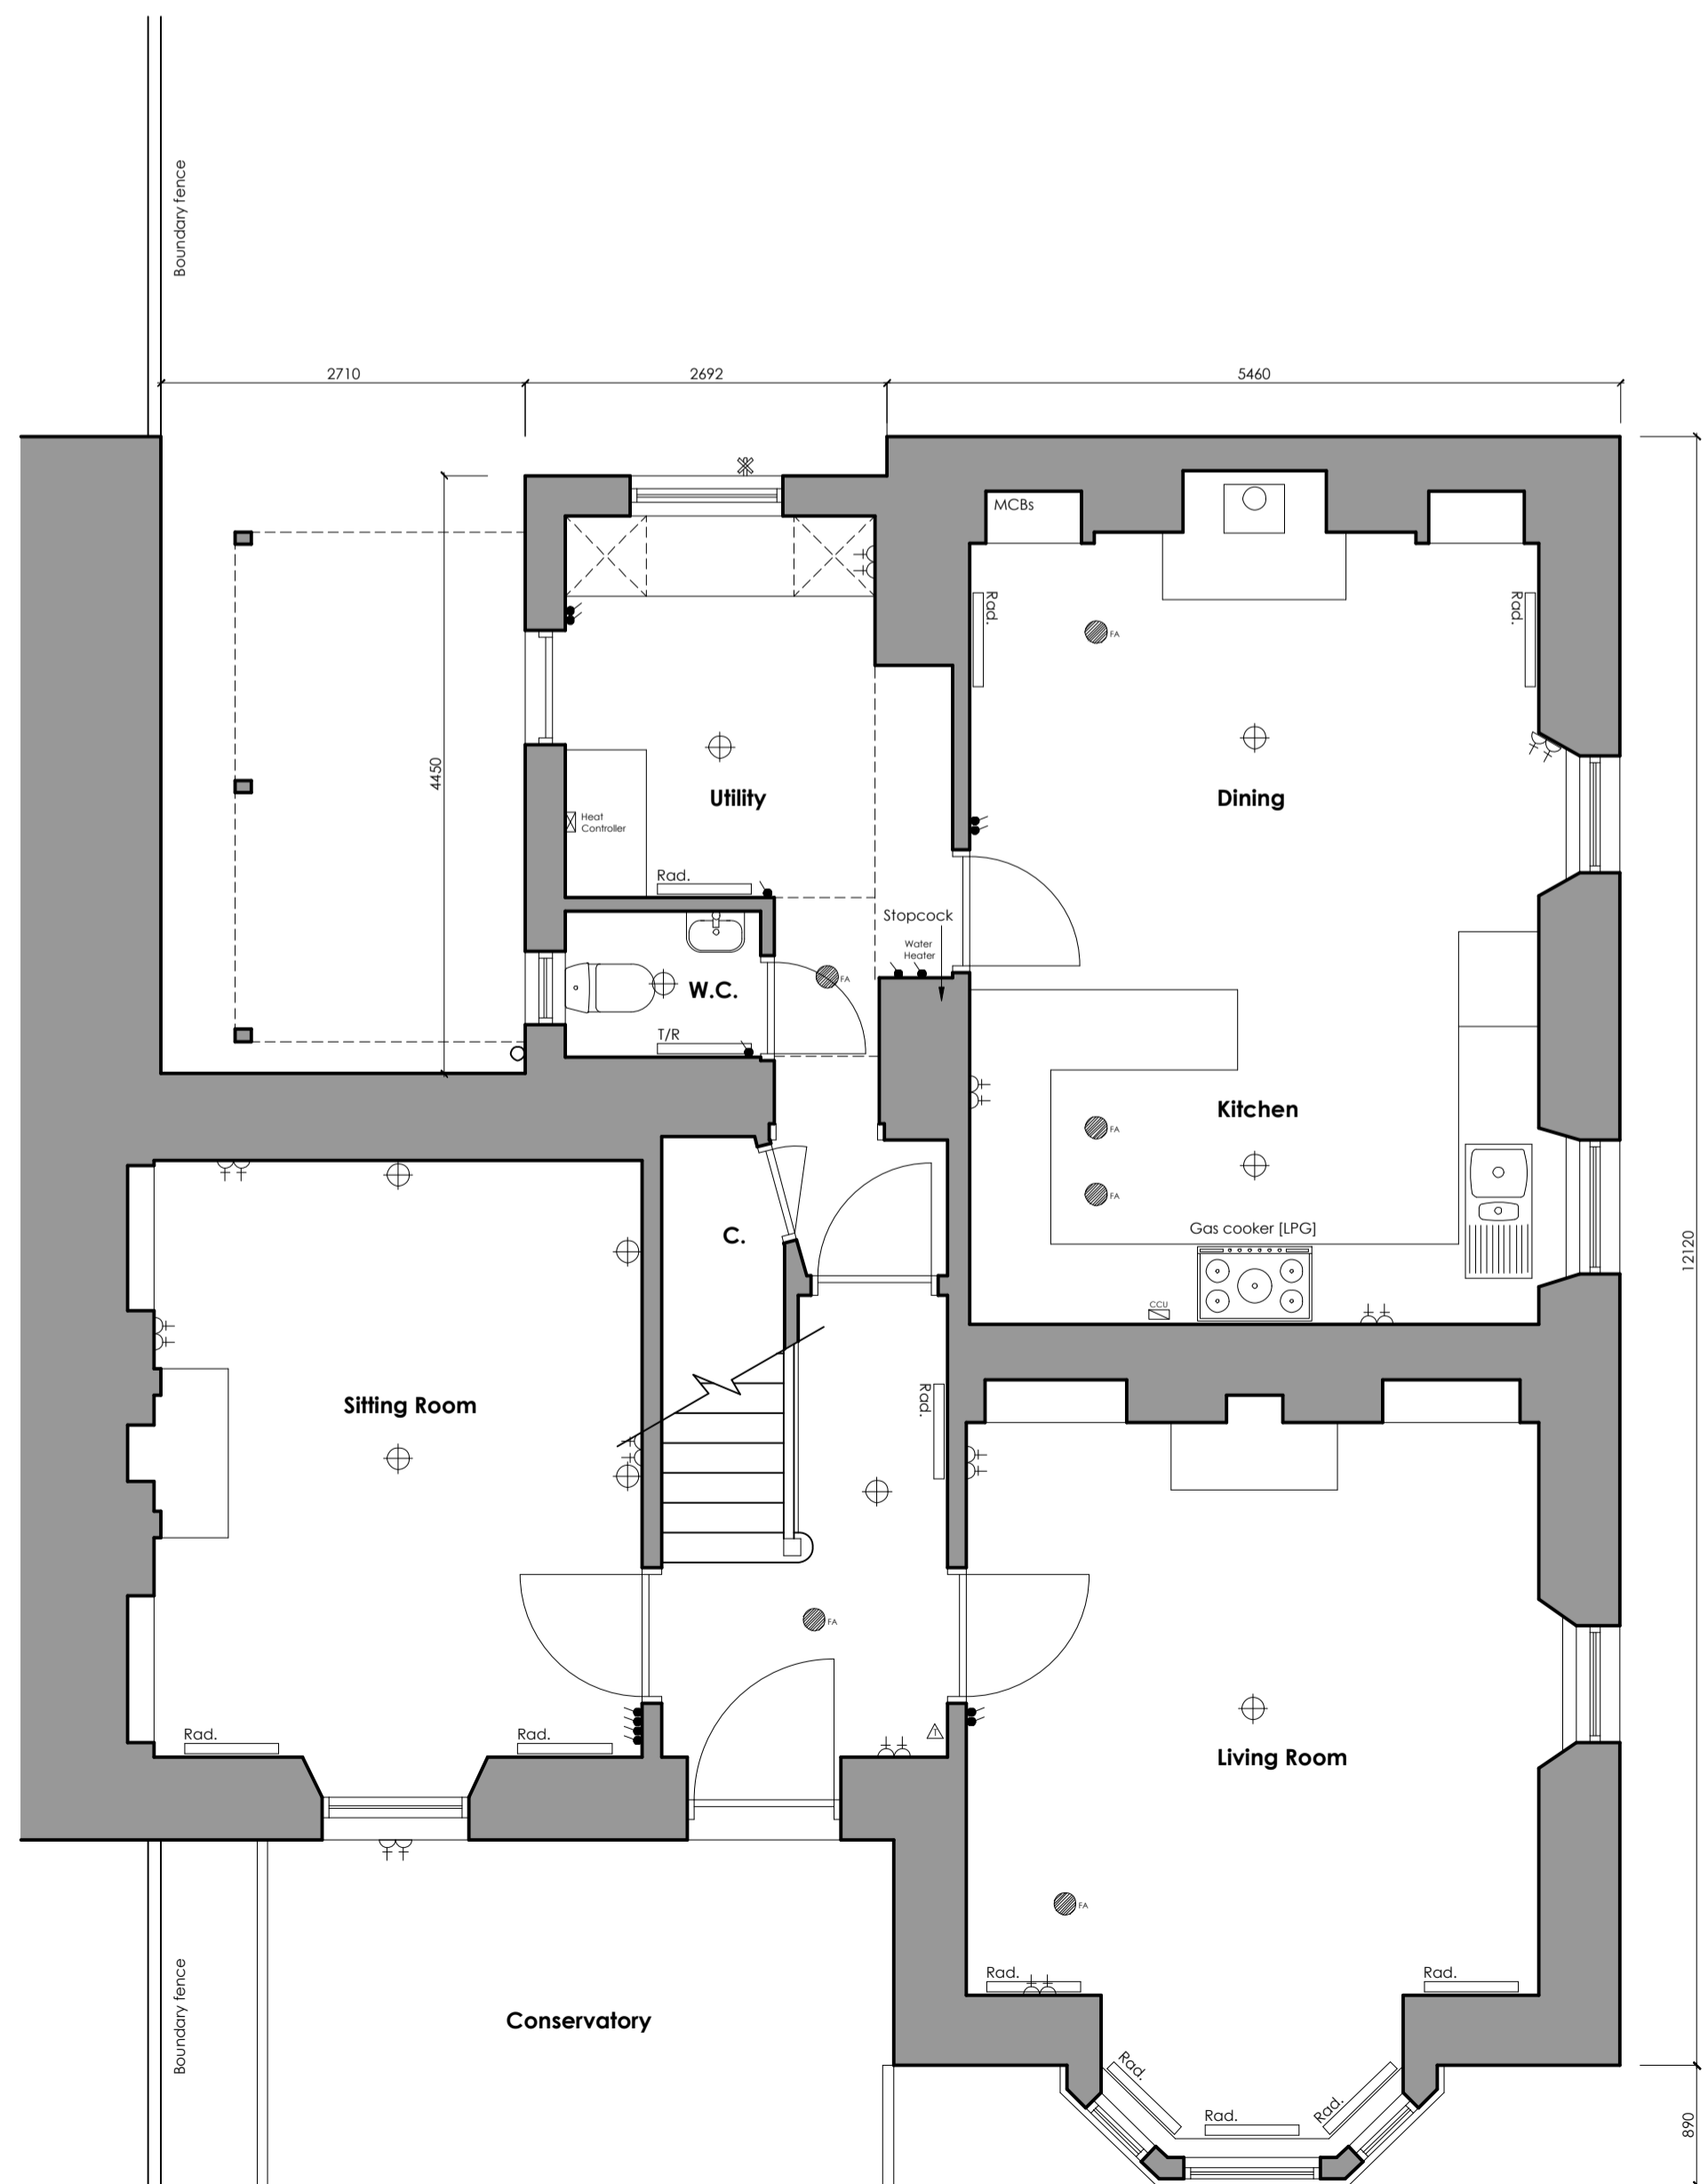 Boundary fence
2710
2692
5460
4450
MCBs
Rad.
Rad.
FA
Utility
Dining
Heat
Controller
Rad.
Stopcock
Water
Heater
FA
W.C.
T/R
Kitchen
FA
FA
C.
Gas cooker [LPG]
CCU
12120
Sitting Room
Rad.
FA
Rad.
Rad.
T
Living Room
FA
Rad.
Rad.
Boundary fence
Conservatory
Rad.
Rad.
Rad.
890